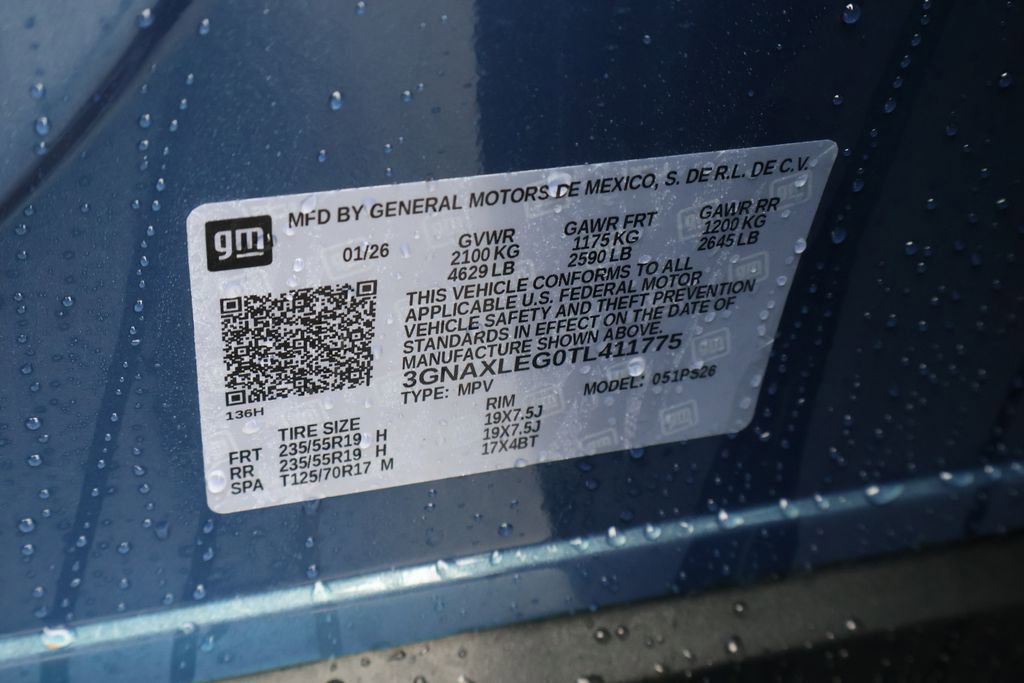 gm
MFD BY GENERAL MOTORS DE MEXICO, S. DE R.L. DE C.V.
01/26
GVWR
2100 KG
4629 LB
GAWR FRT
1175 KG
2590 LB
GAWR RR
1200 KG
2645 LB
THIS VEHICLE CONFORMS TO ALL
APPLICABLE U.S. FEDERAL MOTOR
VEHICLE SAFETY AND THEFT PREVENTION
STANDARDS IN EFFECT ON THE DATE OF
MANUFACTURE SHOWN ABOVE.
3GNAXLEG0TL411775
TYPE: MPV MODEL: 051PS26
136H
TIRE SIZE RIM
FRT 235/55R19 H 19X7.5J
RR 235/55R19 H 19X7.5J
SPA T125/70R17 M 17X4BT